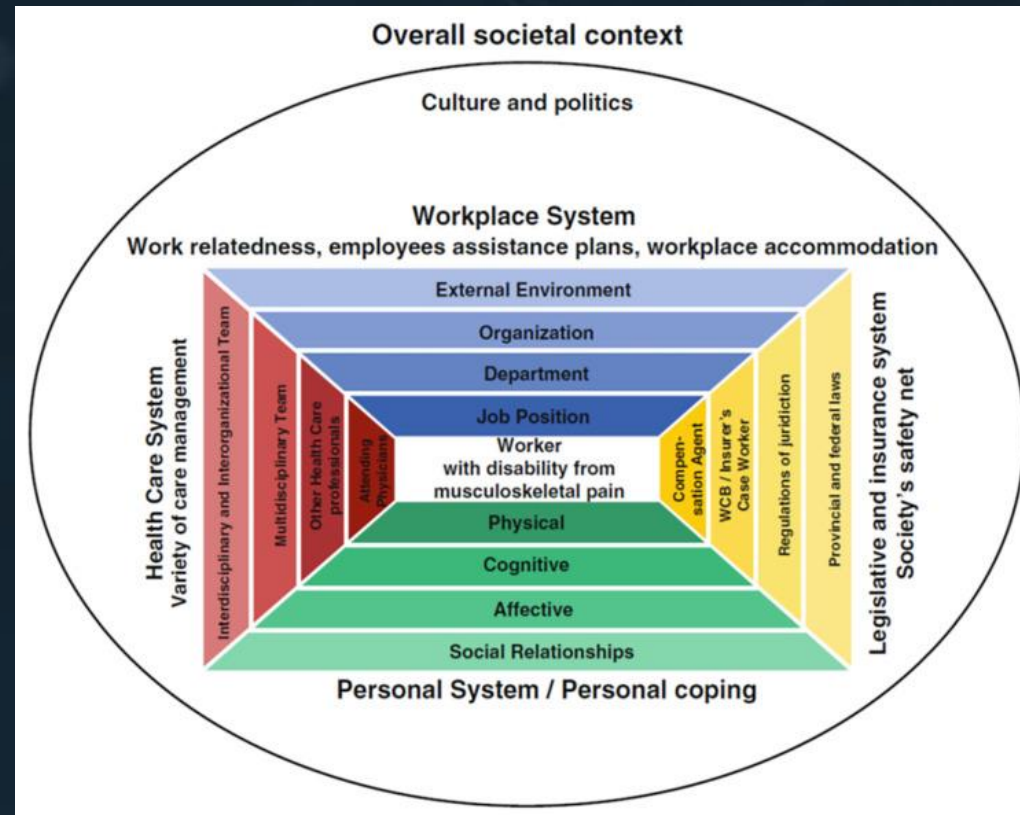 Overall societal context
Culture and politics
Workplace System
Work relatedness, employees assistance plans, workplace accommodation
External Environment
Organization
Department
Job Position
Worker
with disability from
musculoskeletal pain
Physical
Cognitive
Affective
Social Relationships
Personal System / Personal coping
Health Care System
Variety of care management
Interdisciplinary and Interorganizational Team
Multidisciplinary Team
Other Health Care
professionals
Attending
Physicians
Compen-
sation Agent
WCB / Insurer's
Case Worker
Regulations of juridiction
Provincial and federal laws
Legislative and insurance system
Society's safety net